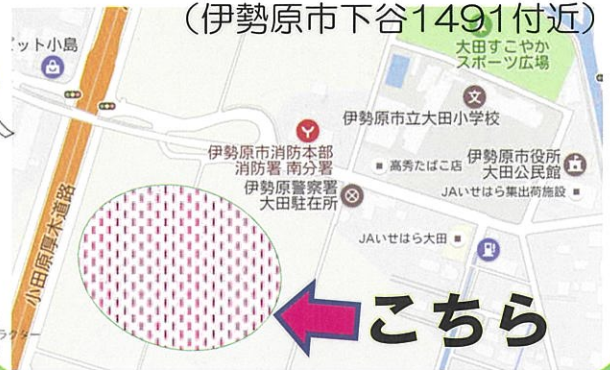 （伊勢原市下谷1491付近）
ピット小島
大田すこやか
スポーツ広場
伊勢原市立大田小学校
伊勢原市消防本部
消防署 南分署
高秀たばこ店
伊勢原市役所
大田公民館
伊勢原警察署
大田駐在所
JAいせはら集出荷施設
JAいせはら大田
小田原厚木道路
こちら
ラクター